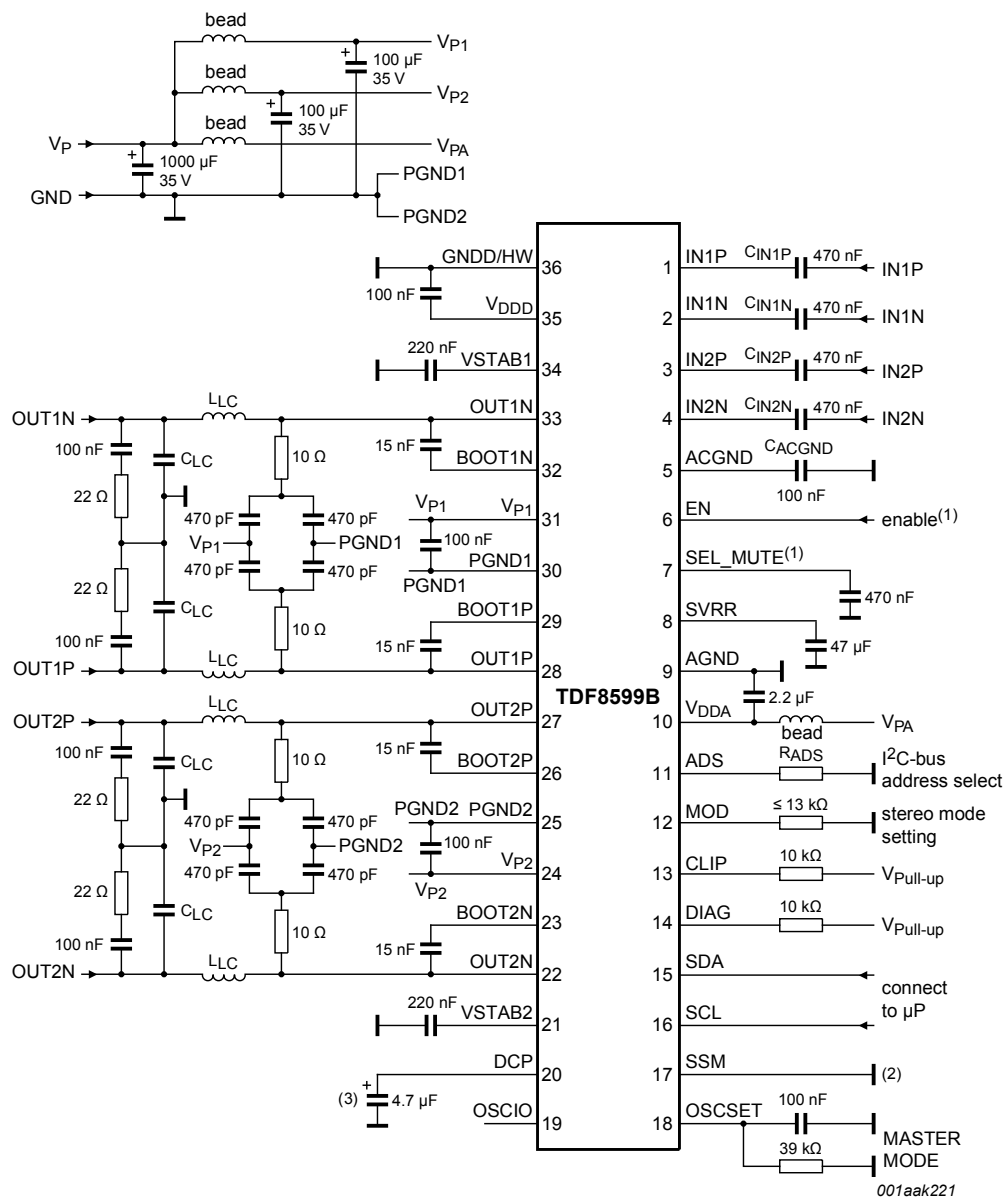 bead
VP1
100 µF
35 V
bead
VP2
100 µF
35 V
bead
VP
VPA
1000 µF
35 V
GND
PGND1
PGND2
GNDD/HW
36
100 nF
VDDD
35
220 nF
VSTAB1
34
OUT1N
LLC
OUT1N
33
100 nF
CLC
10 Ω
15 nF
BOOT1N
32
22 Ω
470 pF
470 pF
VP1
VP1
31
VP1
PGND1
100 nF
470 pF
470 pF
PGND1
PGND1
30
22 Ω
CLC
10 Ω
BOOT1P
29
100 nF
15 nF
OUT1P
LLC
OUT1P
28
TDF8599B
OUT2P
LLC
OUT2P
27
100 nF
CLC
10 Ω
15 nF
BOOT2P
26
22 Ω
470 pF
470 pF
PGND2
PGND2
25
VP2
PGND2
100 nF
470 pF
470 pF
VP2
VP2
24
22 Ω
CLC
10 Ω
BOOT2N
23
100 nF
15 nF
OUT2N
LLC
OUT2N
22
220 nF
VSTAB2
21
DCP
20
(3)
4.7 µF
OSCIO
19
1
IN1P
CIN1P
470 nF
IN1P
2
IN1N
CIN1N
470 nF
IN1N
3
IN2P
CIN2P
470 nF
IN2P
4
IN2N
CIN2N
470 nF
IN2N
5
ACGND
CACGND
100 nF
6
EN
enable(1)
7
SEL_MUTE(1)
470 nF
8
SVRR
47 µF
9
AGND
2.2 µF
10
VDDA
bead
VPA
11
ADS
RADS
I2C-bus
address select
12
MOD
≤ 13 kΩ
stereo mode
setting
13
CLIP
10 kΩ
VPull-up
14
DIAG
10 kΩ
VPull-up
15
SDA
connect
to µP
16
SCL
17
SSM
(2)
18
OSCSET
100 nF
39 kΩ
MASTER
MODE
001aak221